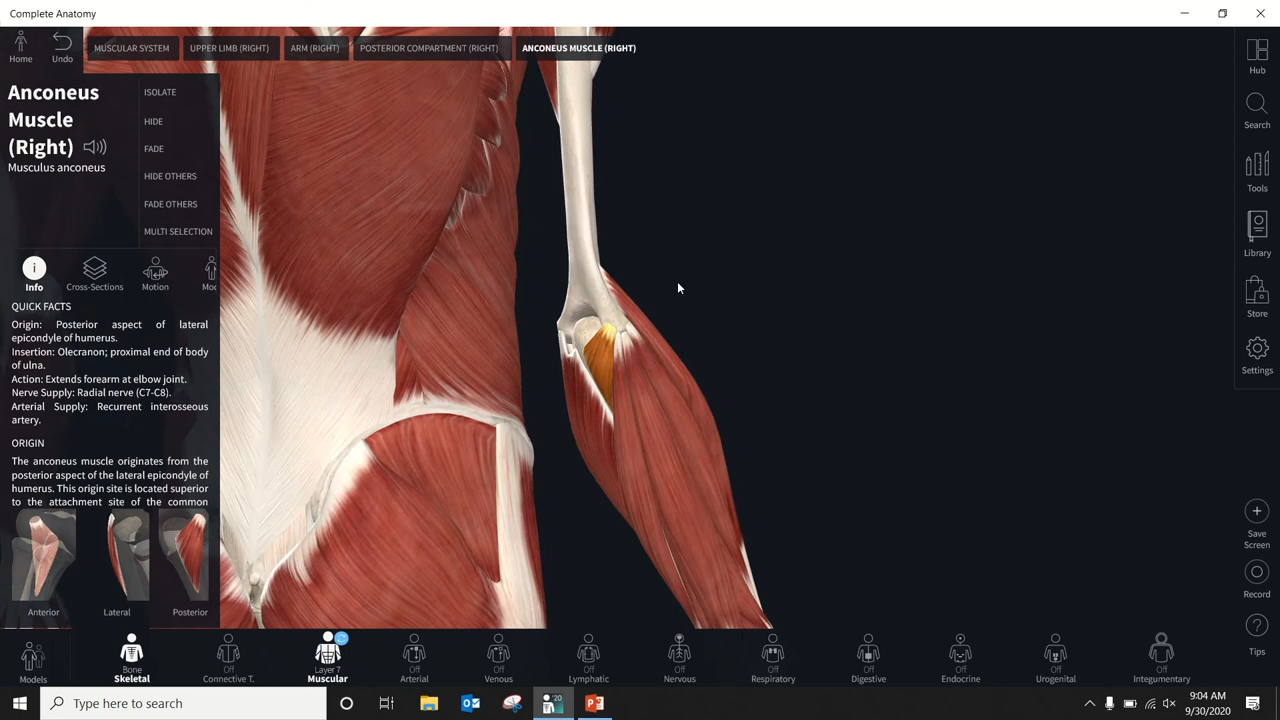 Complete Anatomy
Home
Undo
MUSCULAR SYSTEM
UPPER LIMB (RIGHT)
ARM (RIGHT)
POSTERIOR COMPARTMENT (RIGHT)
ANCONEUS MUSCLE (RIGHT)
Anconeus
Muscle
(Right)
Musculus anconeus
ISOLATE
HIDE
FADE
HIDE OTHERS
FADE OTHERS
MULTI SELECTION
Info
Cross-Sections
Motion
Mo
QUICK FACTS
Origin: Posterior aspect of lateral
epicondyle of humerus.
Insertion: Olecranon; proximal end of body
of ulna.
Action: Extends forearm at elbow joint.
Nerve Supply: Radial nerve (C7-C8).
Arterial Supply: Recurrent interosseous
artery.
ORIGIN
The anconeus muscle originates from the
posterior aspect of the lateral epicondyle of
humerus. This origin site is located superior
to the attachment site of the common
Anterior
Lateral
Posterior
Hub
Search
Tools
Library
Store
Settings
Save
Screen
Record
Tips
Models
Bone
Skeletal
Off
Connective T.
Layer 7
Muscular
Off
Arterial
Off
Venous
Off
Lymphatic
Off
Nervous
Off
Respiratory
Off
Digestive
Off
Endocrine
Off
Urogenital
Off
Integumentary
Type here to search
'20
9:04 AM
9/30/2020